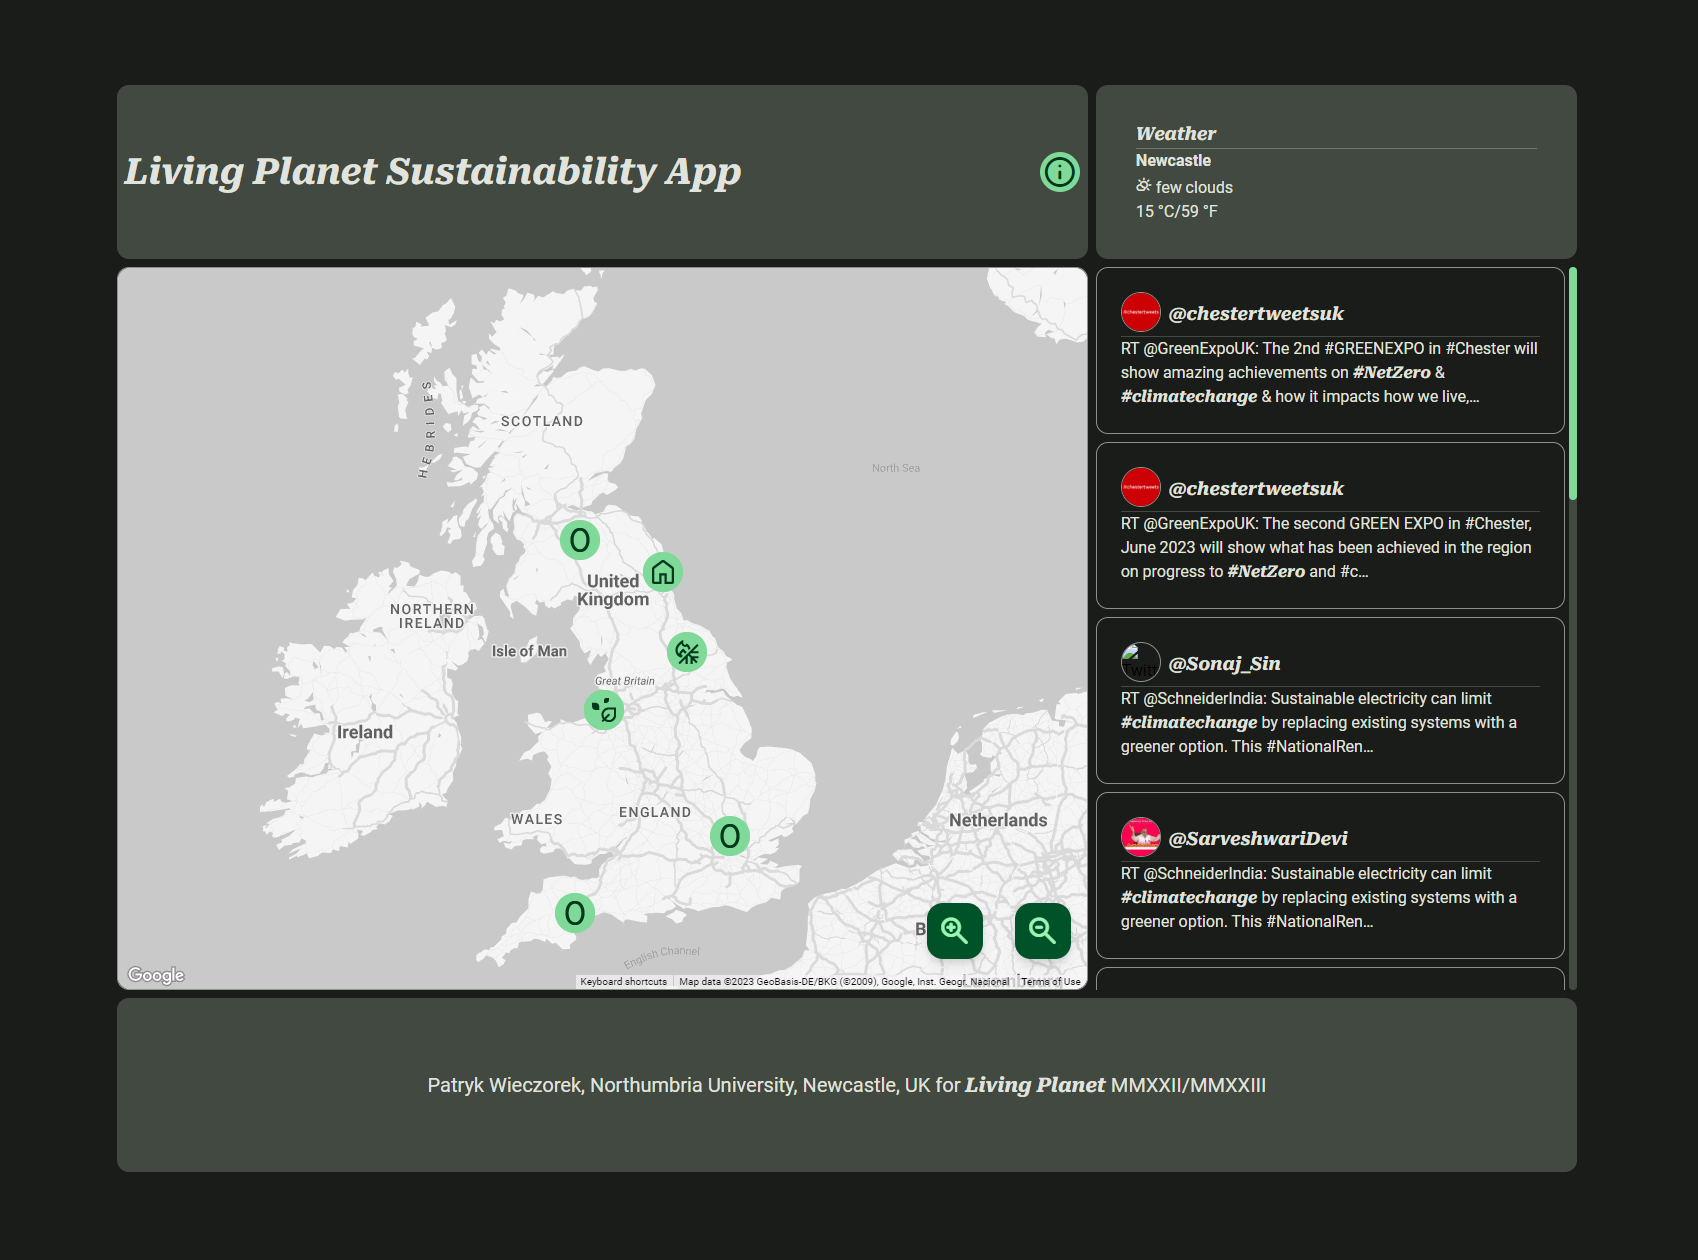 Living Planet Sustainability App
Weather
Newcastle
few clouds
15 °C/59 °F
HEBRIDES
SCOTLAND
North Sea
O
United
Kingdom
NORTHERN
IRELAND
Isle of Man
Great Britain
Ireland
WALES
ENGLAND
O
Netherlands
O
B
English Channel
Google
Keyboard shortcuts
Map data ©2023 GeoBasis-DE/BKG (©2009), Google, Inst. Geogr. Nacional
Terms of Use
#chestertweets
@chestertweetsuk
RT @GreenExpoUK: The 2nd #GREENEXPO in #Chester will
show amazing achievements on #NetZero &
#climatechange & how it impacts how we live,...
#chestertweets
@chestertweetsuk
RT @GreenExpoUK: The second GREEN EXPO in #Chester,
June 2023 will show what has been achieved in the region
on progress to #NetZero and #c...
Twitt
@Sonaj_Sin
RT @SchneiderIndia: Sustainable electricity can limit
#climatechange by replacing existing systems with a
greener option. This #NationalRen...
@SarveshwariDevi
RT @SchneiderIndia: Sustainable electricity can limit
#climatechange by replacing existing systems with a
greener option. This #NationalRen...
Patryk Wieczorek, Northumbria University, Newcastle, UK for Living Planet MMXXII/MMXXIII